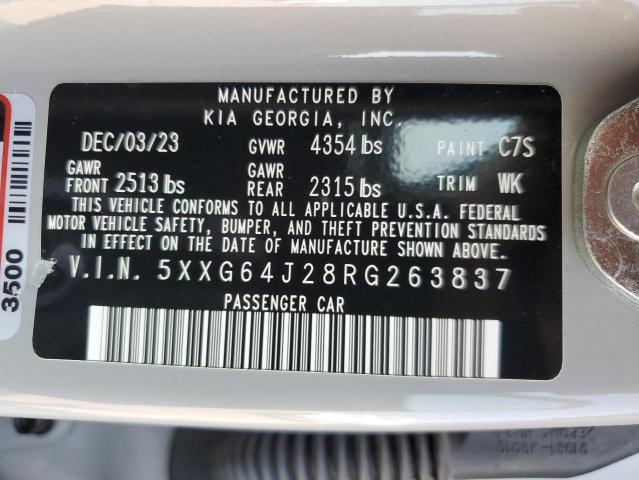 MANUFACTURED BY
KIA GEORGIA, INC.
DEC/03/23 GVWR 4354 lbs PAINT C7S
GAWR FRONT 2513 lbs GAWR REAR 2315 lbs TRIM WK
THIS VEHICLE CONFORMS TO ALL APPLICABLE U.S.A. FEDERAL
MOTOR VEHICLE SAFETY, BUMPER, AND THEFT PREVENTION STANDARDS
IN EFFECT ON THE DATE OF MANUFACTURE SHOWN ABOVE.
V.I.N. 5XXG64J28RG263837
PASSENGER CAR
3500